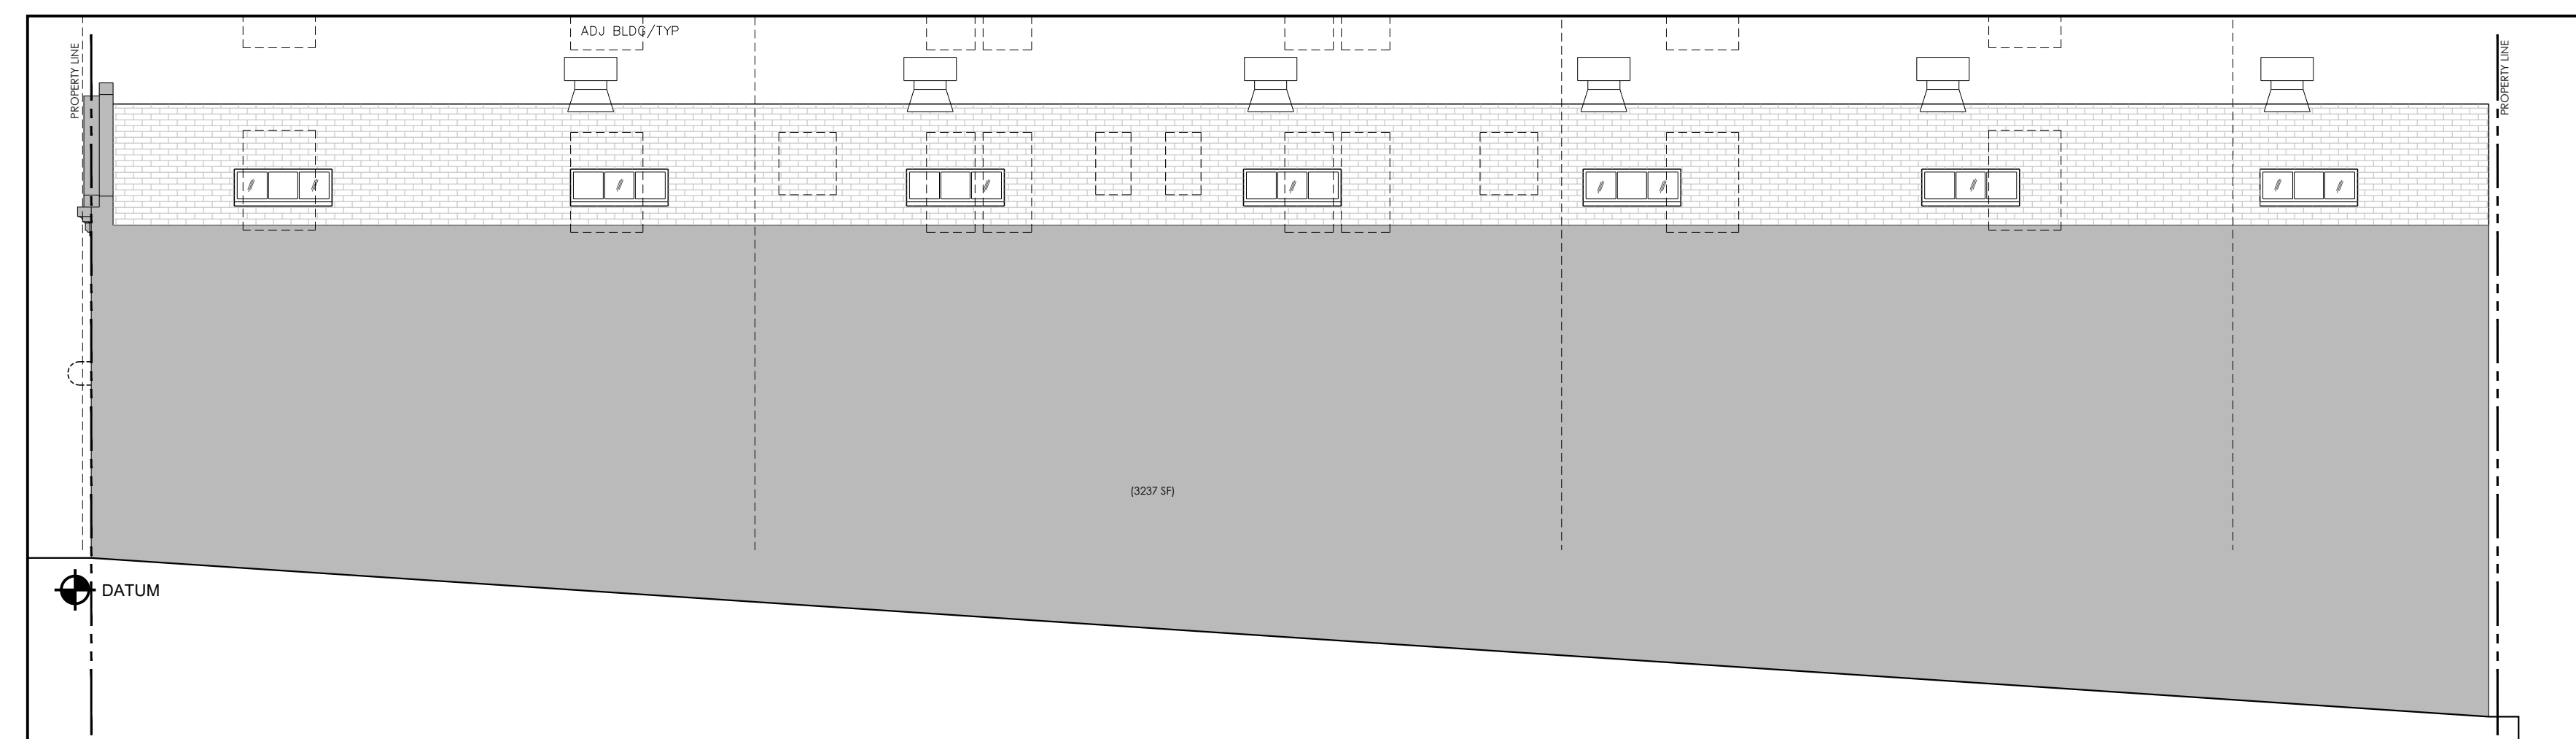 PROPERTY LINE
ADJ BLDG/TYP
PROPERTY LINE
(3237 SF)
DATUM